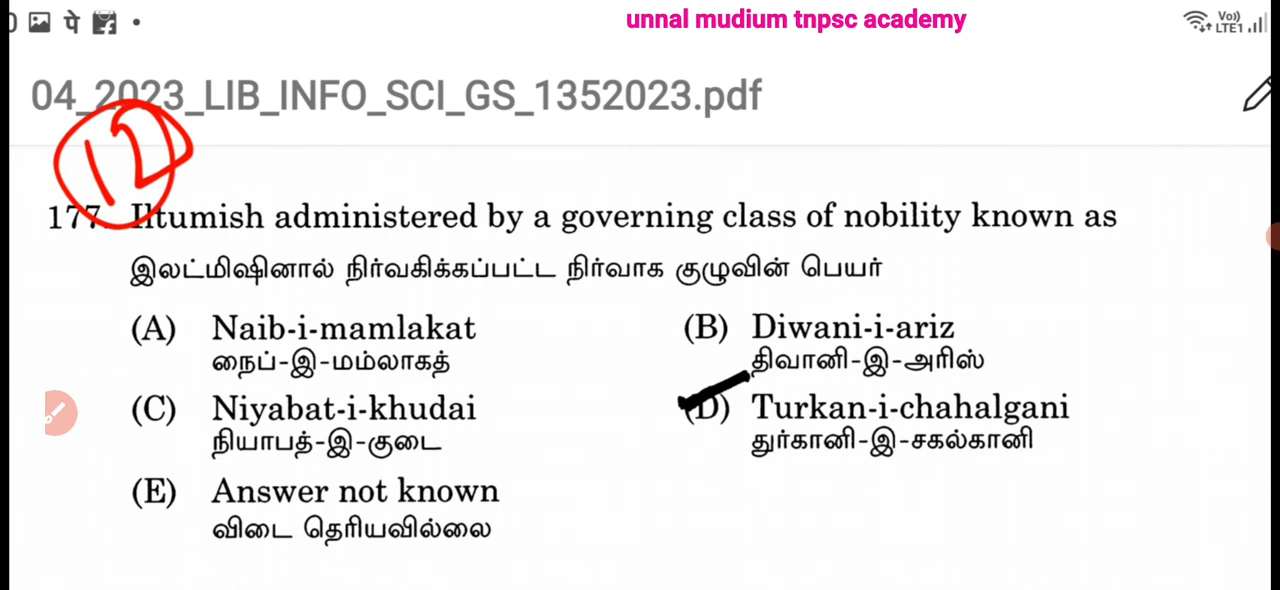 unnal mudium tnpsc academy
पे
Vo))
LTE1
04_2023_LIB_INFO_SCI_GS_1352023.pdf
12
177. Iltumish administered by a governing class of nobility known as
இலட்மிஷினால் நிர்வகிக்கப்பட்ட நிர்வாக குழுவின் பெயர்
(A) Naib-i-mamlakat
நைப்-இ-மம்லாகத்
(B) Diwani-i-ariz
திவானி-இ-அரிஸ்
(C) Niyabat-i-khudai
நியாபத்-இ-குடை
(D) Turkan-i-chahalgani
துர்கானி-இ-சகல்கானி
(E) Answer not known
விடை தெரியவில்லை